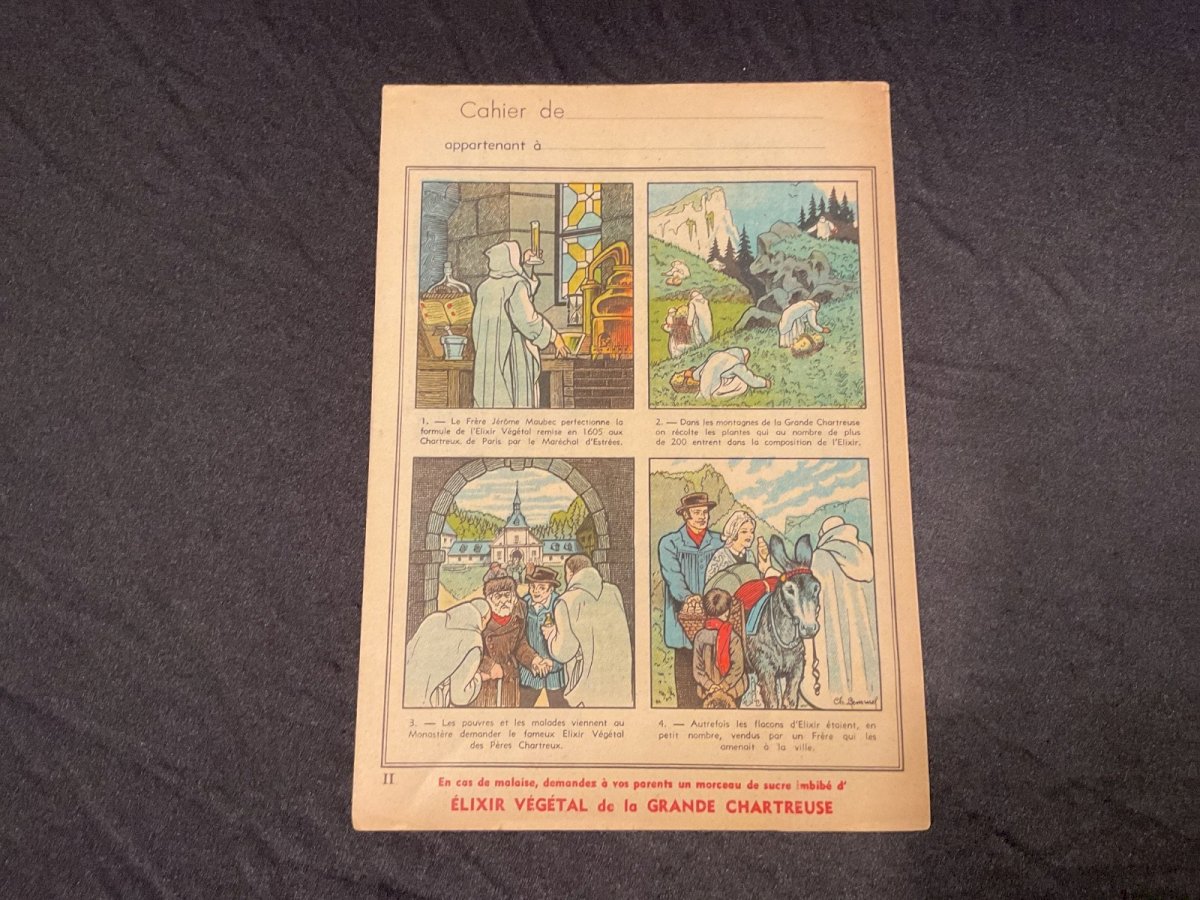 Cahier de
appartenant à
1. — Le Frère Jérôme Maubec perfectionne la
formule de l'Elixir Végétal remise en 1605 aux
Chartreux de Paris par le Maréchal d'Estrées.
2. — Dans les montagnes de la Grande Chartreuse
on récolte les plantes qui au nombre de plus
de 200 entrent dans la composition de l'Elixir.
3. — Les pauvres et les malades viennent au
Monastère demander le fameux Elixir Végétal
des Pères Chartreux.
4. — Autrefois les flacons d'Elixir étaient, en
petit nombre, vendus par un Frère qui les
amenait à la ville.
II
En cas de malaise, demandez à vos parents un morceau de sucre imbibé d'
ÉLIXIR VÉGÉTAL de la GRANDE CHARTREUSE